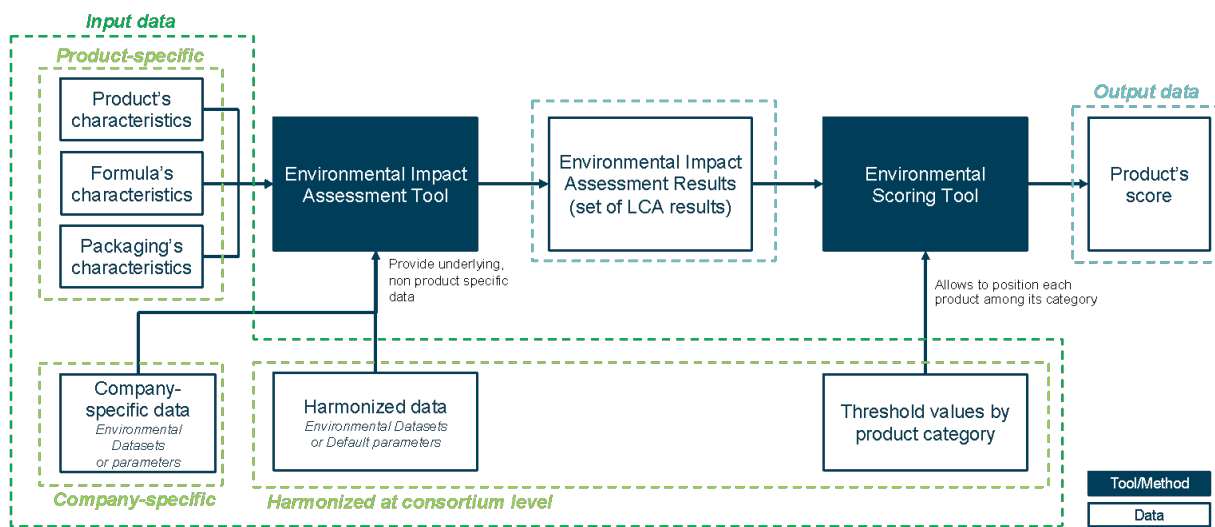 Input data
Product-specific
Product's
characteristics
Formula's
characteristics
Packaging's
characteristics
Environmental Impact
Assessment Tool
Environmental Impact
Assessment Results
(set of LCA results)
Environmental
Scoring Tool
Output data
Product's
score
Provide underlying,
non product specific
data
Allows to position each
product among its category
Company-
specific data
Environmental
Datasets
or parameters
Company-specific
Harmonized data
Environmental Datasets
or Default parameters
Threshold values by
product category
Harmonized at consortium level
Tool/Method
Data